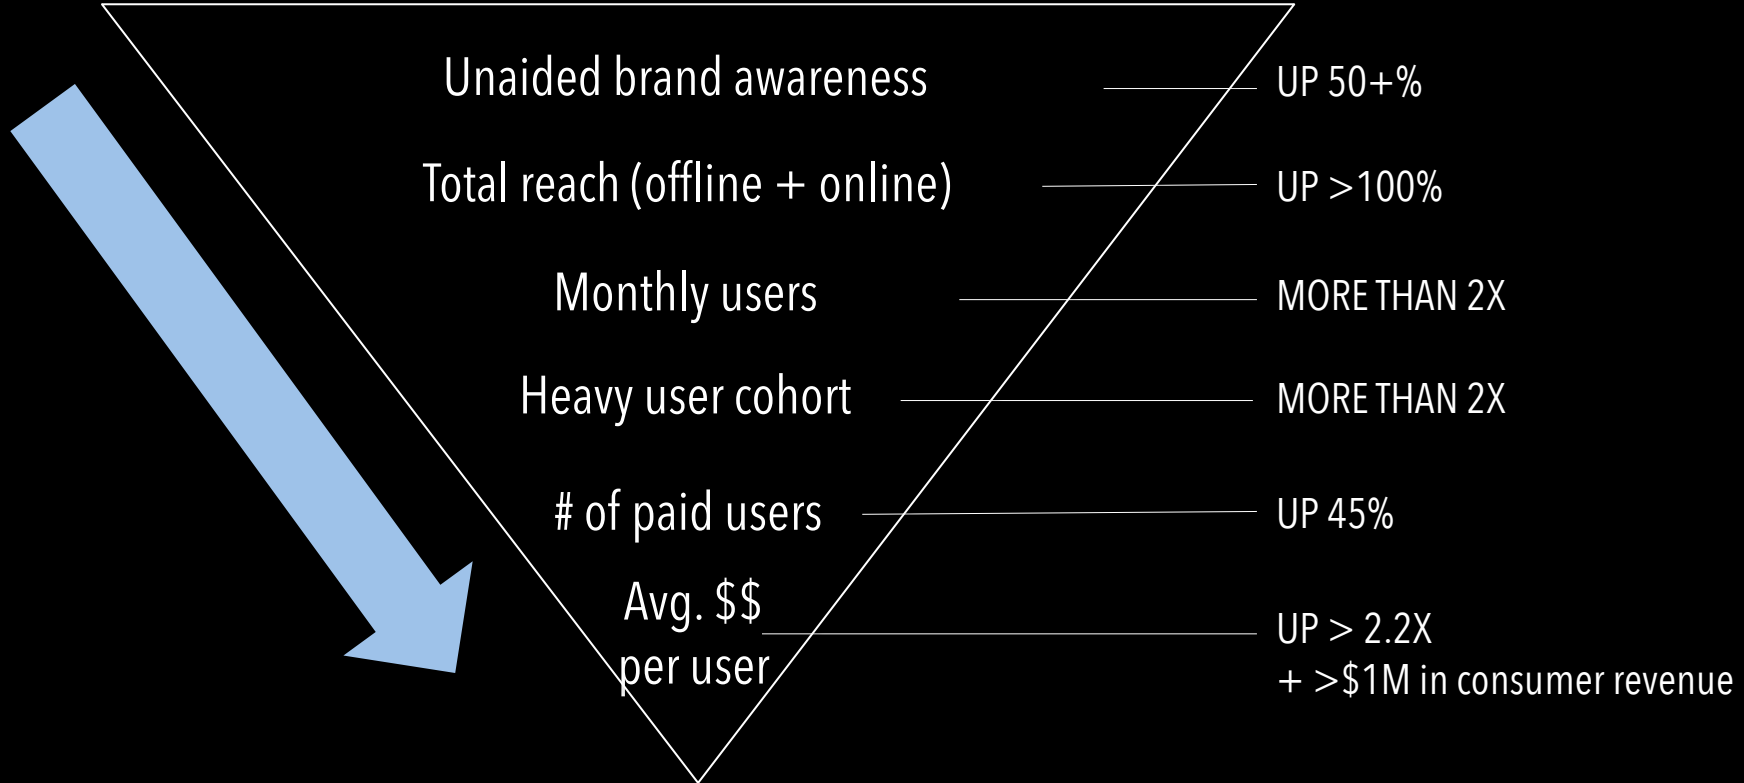 Unaided brand awareness
UP 50+%
Total reach (offline + online)
UP >100%
Monthly users
MORE THAN 2X
Heavy user cohort
MORE THAN 2X
# of paid users
UP 45%
Avg. $$
per user
UP > 2.2X
+ >$1M in consumer revenue